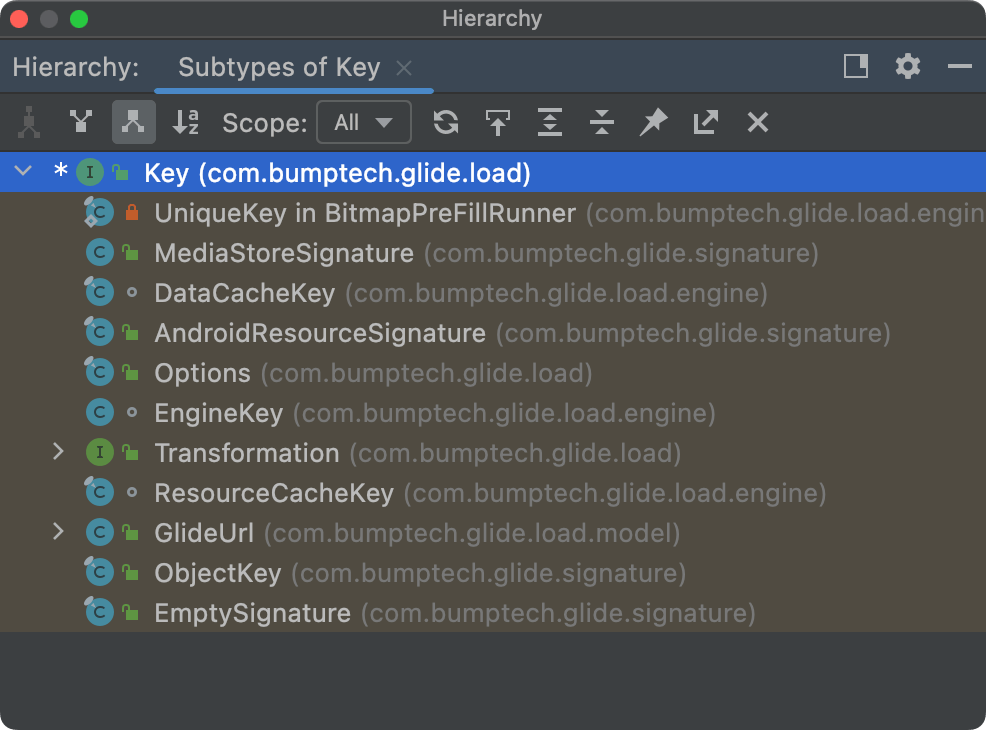 Hierarchy
Hierarchy: Subtypes of Key
Scope: All
* I Key (com.bumptech.glide.load)
C UniqueKey in BitmapPreFillRunner (com.bumptech.glide.load.engin
C MediaStoreSignature (com.bumptech.glide.signature)
C DataCacheKey (com.bumptech.glide.load.engine)
C AndroidResourceSignature (com.bumptech.glide.signature)
C Options (com.bumptech.glide.load)
C EngineKey (com.bumptech.glide.load.engine)
I Transformation (com.bumptech.glide.load)
C ResourceCacheKey (com.bumptech.glide.load.engine)
C GlideUrl (com.bumptech.glide.load.model)
C ObjectKey (com.bumptech.glide.signature)
C EmptySignature (com.bumptech.glide.signature)